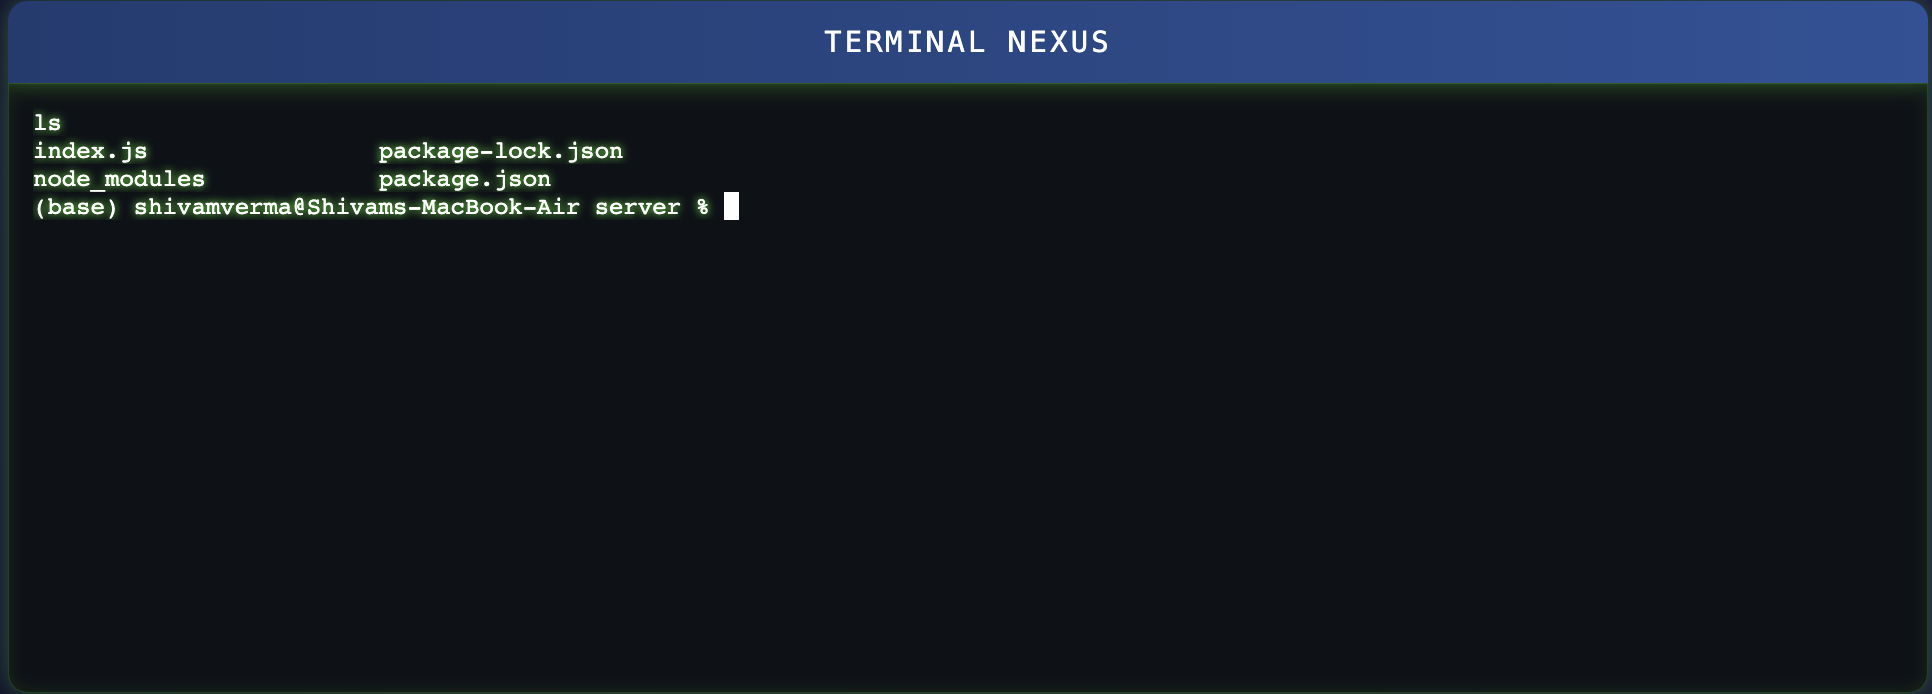 TERMINAL NEXUS
ls
index.js package-lock.json
node_modules package.json
(base) shivamverma@Shivams-MacBook-Air server %